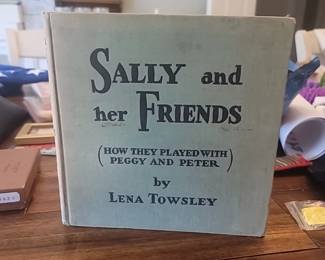 SALLY and
her FRIENDS
(HOW THEY PLAYED WITH
PEGGY AND PETER)
by
LENA TOWSLEY